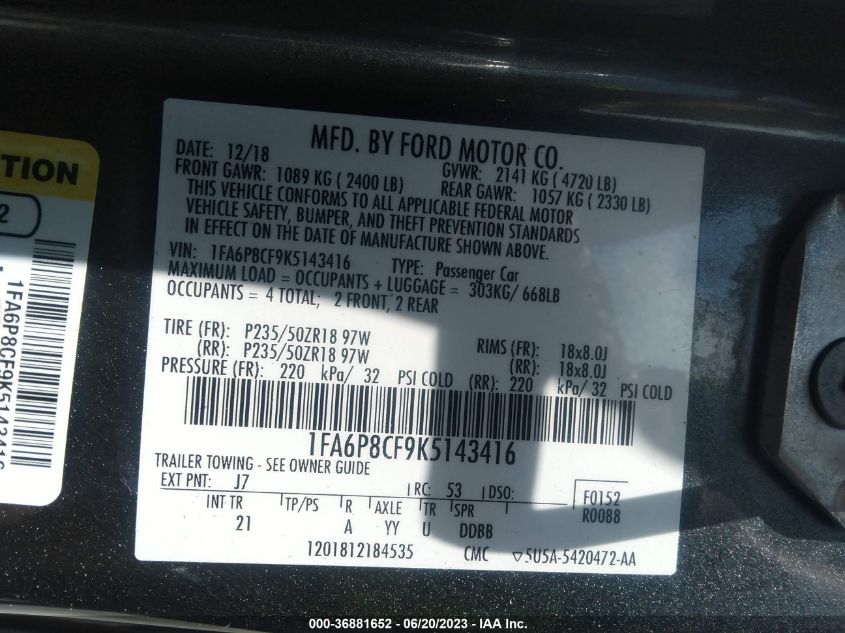 MFD. BY FORD MOTOR CO.
DATE: 12/18 GVWR: 2141 KG ( 4720 LB)
FRONT GAWR: 1089 KG ( 2400 LB) REAR GAWR: 1057 KG ( 2330 LB)
THIS VEHICLE CONFORMS TO ALL APPLICABLE FEDERAL MOTOR
VEHICLE SAFETY, BUMPER, AND THEFT PREVENTION STANDARDS
IN EFFECT ON THE DATE OF MANUFACTURE SHOWN ABOVE.
VIN: 1FA6P8CF9K5143416 TYPE: Passenger Car
MAXIMUM LOAD = OCCUPANTS + LUGGAGE = 303KG/ 668LB
OCCUPANTS = 4 TOTAL; 2 FRONT, 2 REAR
TIRE (FR): P235/50ZR18 97W RIMS (FR): 18x8.0J
(RR): P235/50ZR18 97W (RR): 18x8.0J
PRESSURE (FR): 220 kPa/ 32 PSI COLD (RR): 220 kPa/ 32 PSI COLD
1FA6P8CF9K5143416
TRAILER TOWING - SEE OWNER GUIDE
EXT PNT: J7 RC: 53 DSO: F0152
R0088
INT TR TP/PS R AXLE TR SPR
21 A YY U DDBB
1201812184535 CMC 5U5A-5420472-AA
TION
2
1FA6P8CF9K5143416
000-36881652 — 06/20/2023 — IAA Inc.